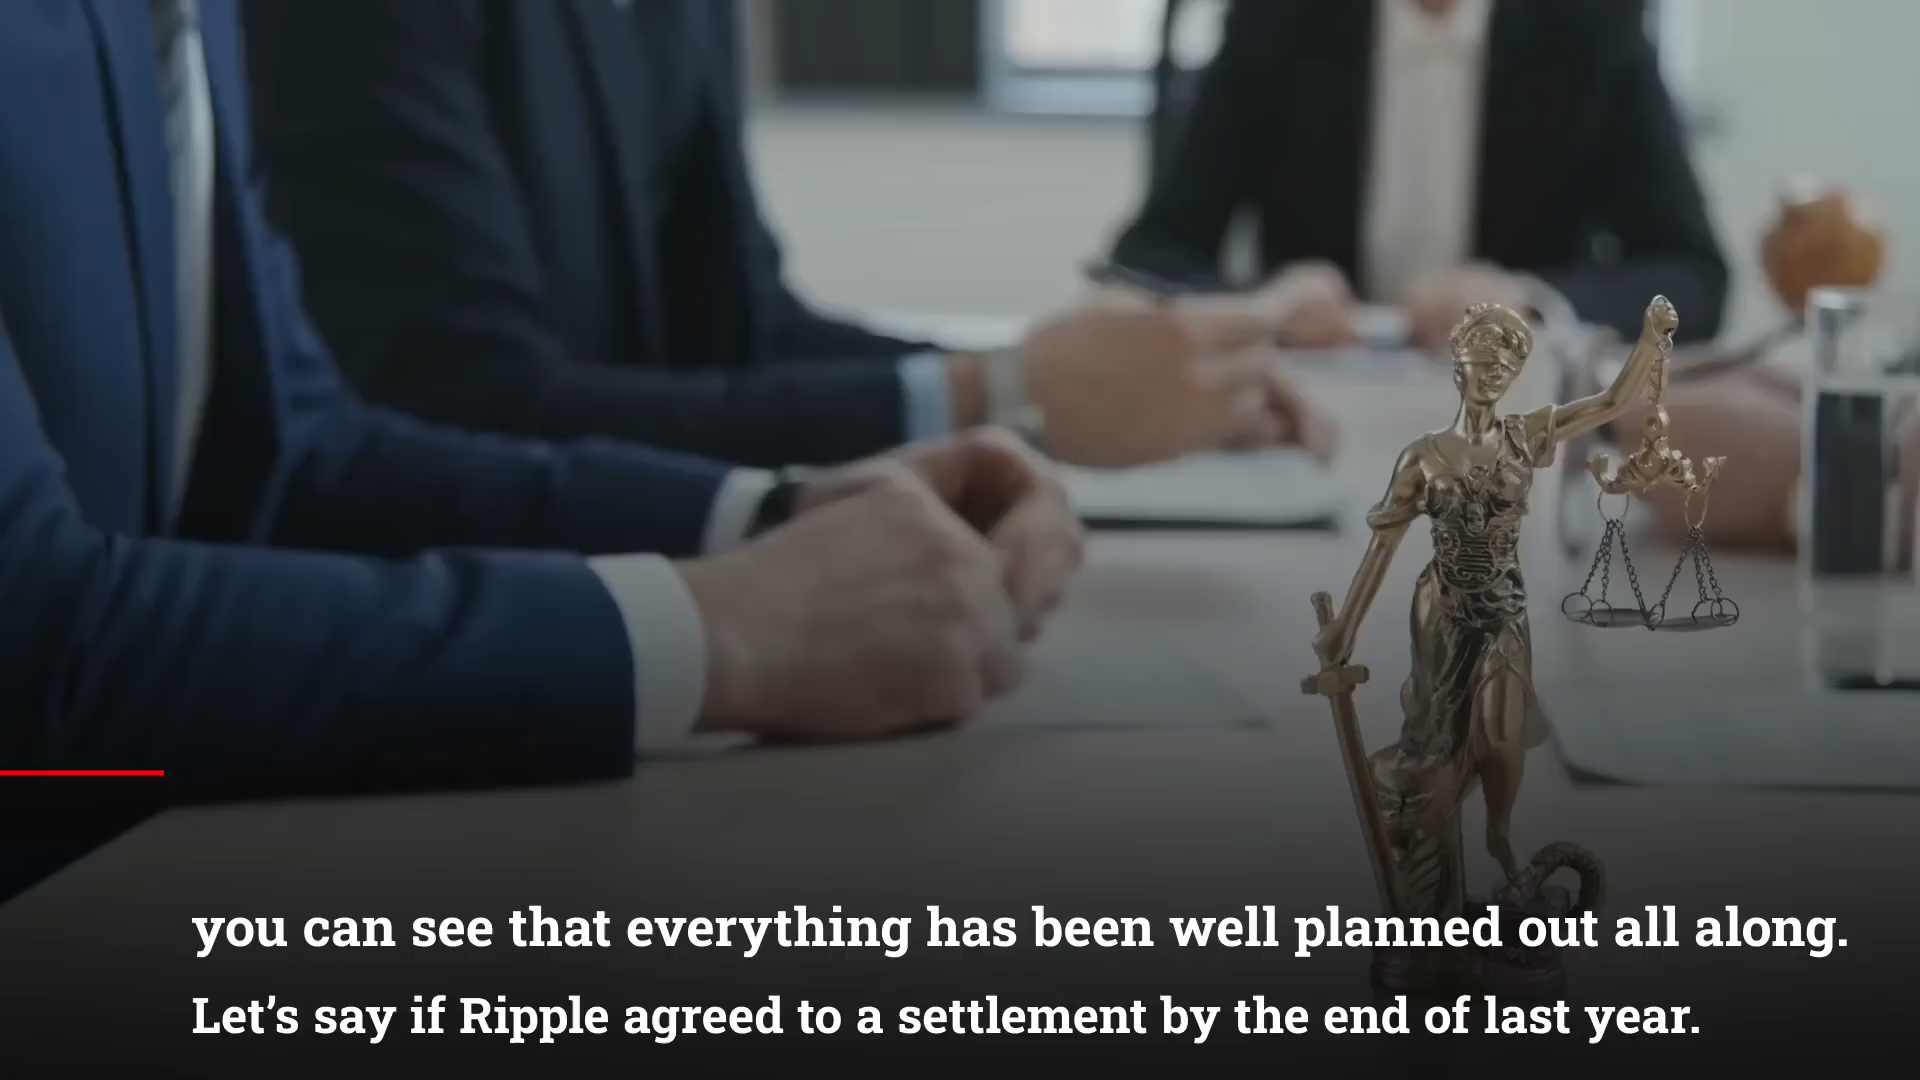 you can see that everything has been well planned out all along.
Let’s say if Ripple agreed to a settlement by the end of last year.